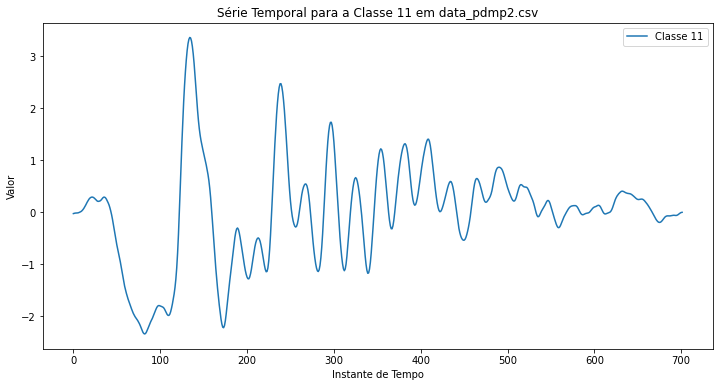 Série Temporal para a Classe 11 em data_pdmp2.csv
Classe 11
Valor
3
2
1
0
−1
−2
0 100 200 300 400 500 600 700
Instante de Tempo